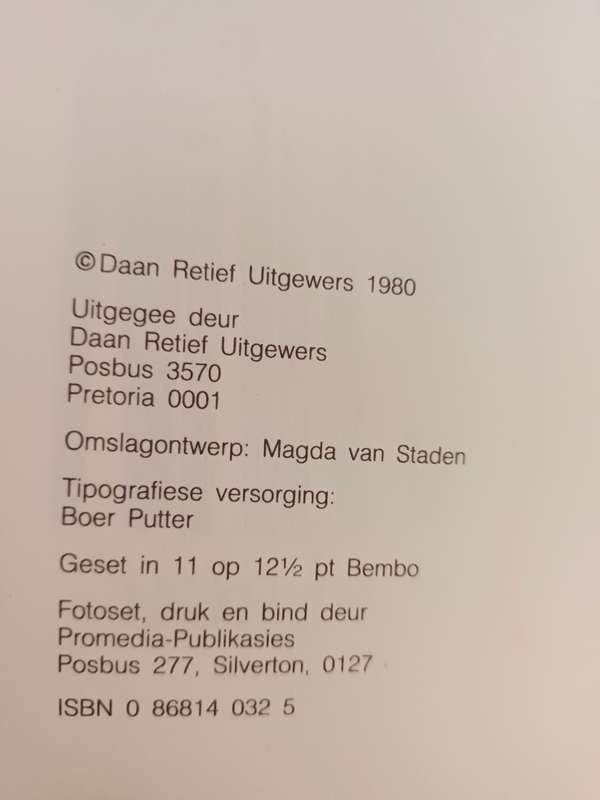 ©Daan Retief Uitgewers 1980
Uitgegee deur
Daan Retief Uitgewers
Posbus 3570
Pretoria 0001
Omslagontwerp: Magda van Staden
Tipografiese versorging:
Boer Putter
Geset in 11 op 12½ pt Bembo
Fotoset, druk en bind deur
Promedia-Publikasies
Posbus 277, Silverton, 0127
ISBN 0 86814 032 5